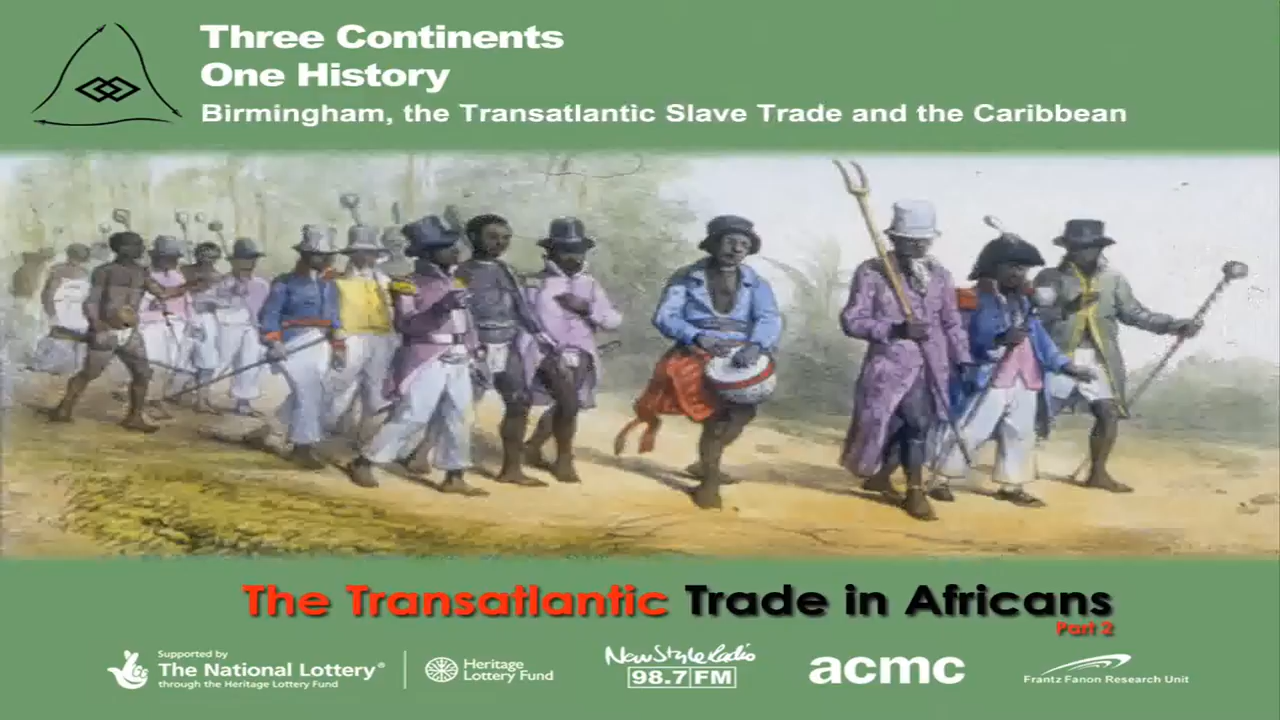 Three Continents
One History
Birmingham, the Transatlantic Slave Trade and the Caribbean
The Transatlantic Trade in Africans
Part 2
Supported by
The National Lottery®
through the Heritage Lottery Fund
Heritage
Lottery Fund
New Style Radio
98.7 FM
acmc
Frantz Fanon Research Unit